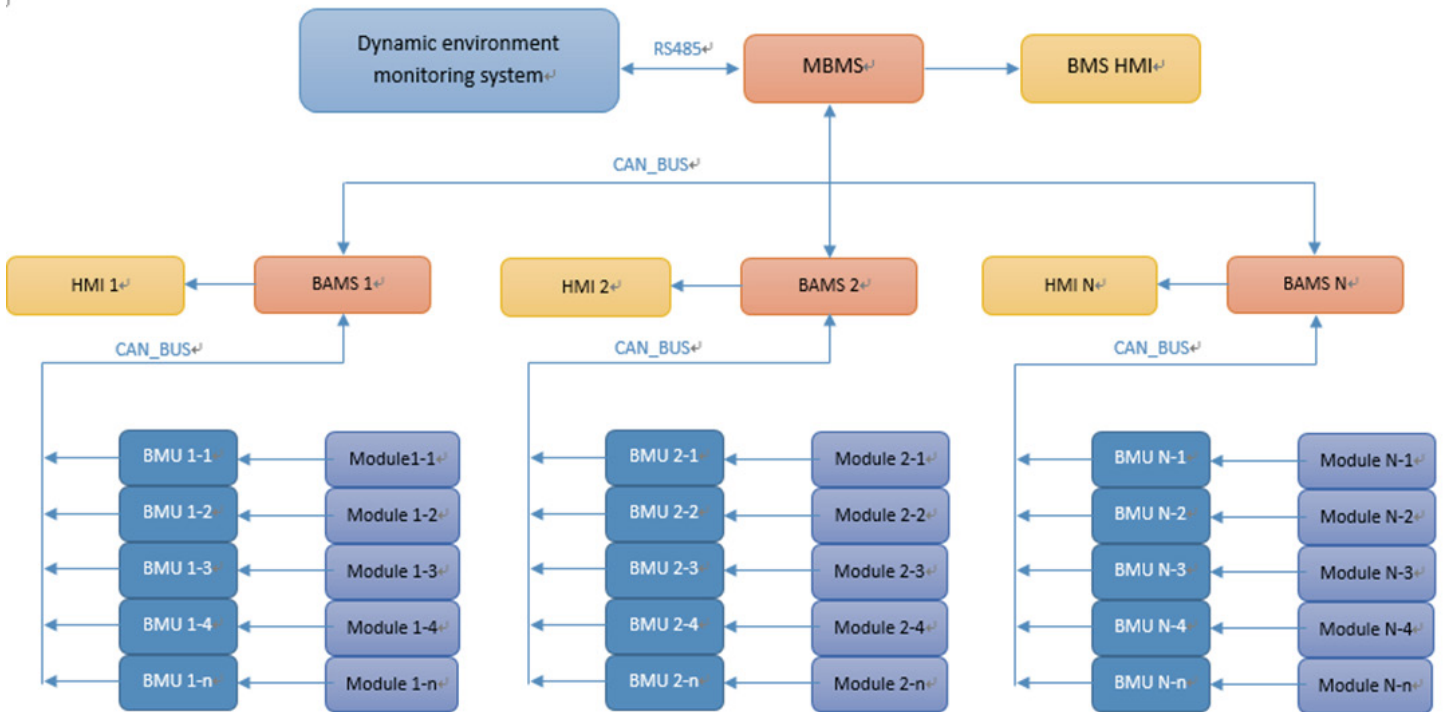 Dynamic environment
monitoring system
RS485
MBMS
BMS HMI
CAN_BUS
HMI 1
BAMS 1
HMI 2
BAMS 2
HMI N
BAMS N
CAN_BUS
CAN_BUS
CAN_BUS
BMU 1-1
Module1-1
BMU 2-1
Module 2-1
BMU N-1
Module N-1
BMU 1-2
Module 1-2
BMU 2-2
Module 2-2
BMU N-2
Module N-2
BMU 1-3
Module 1-3
BMU 2-3
Module 2-3
BMU N-3
Module N-3
BMU 1-4
Module 1-4
BMU 2-4
Module 2-4
BMU N-4
Module N-4
BMU 1-n
Module 1-n
BMU 2-n
Module 2-n
BMU N-n
Module N-n